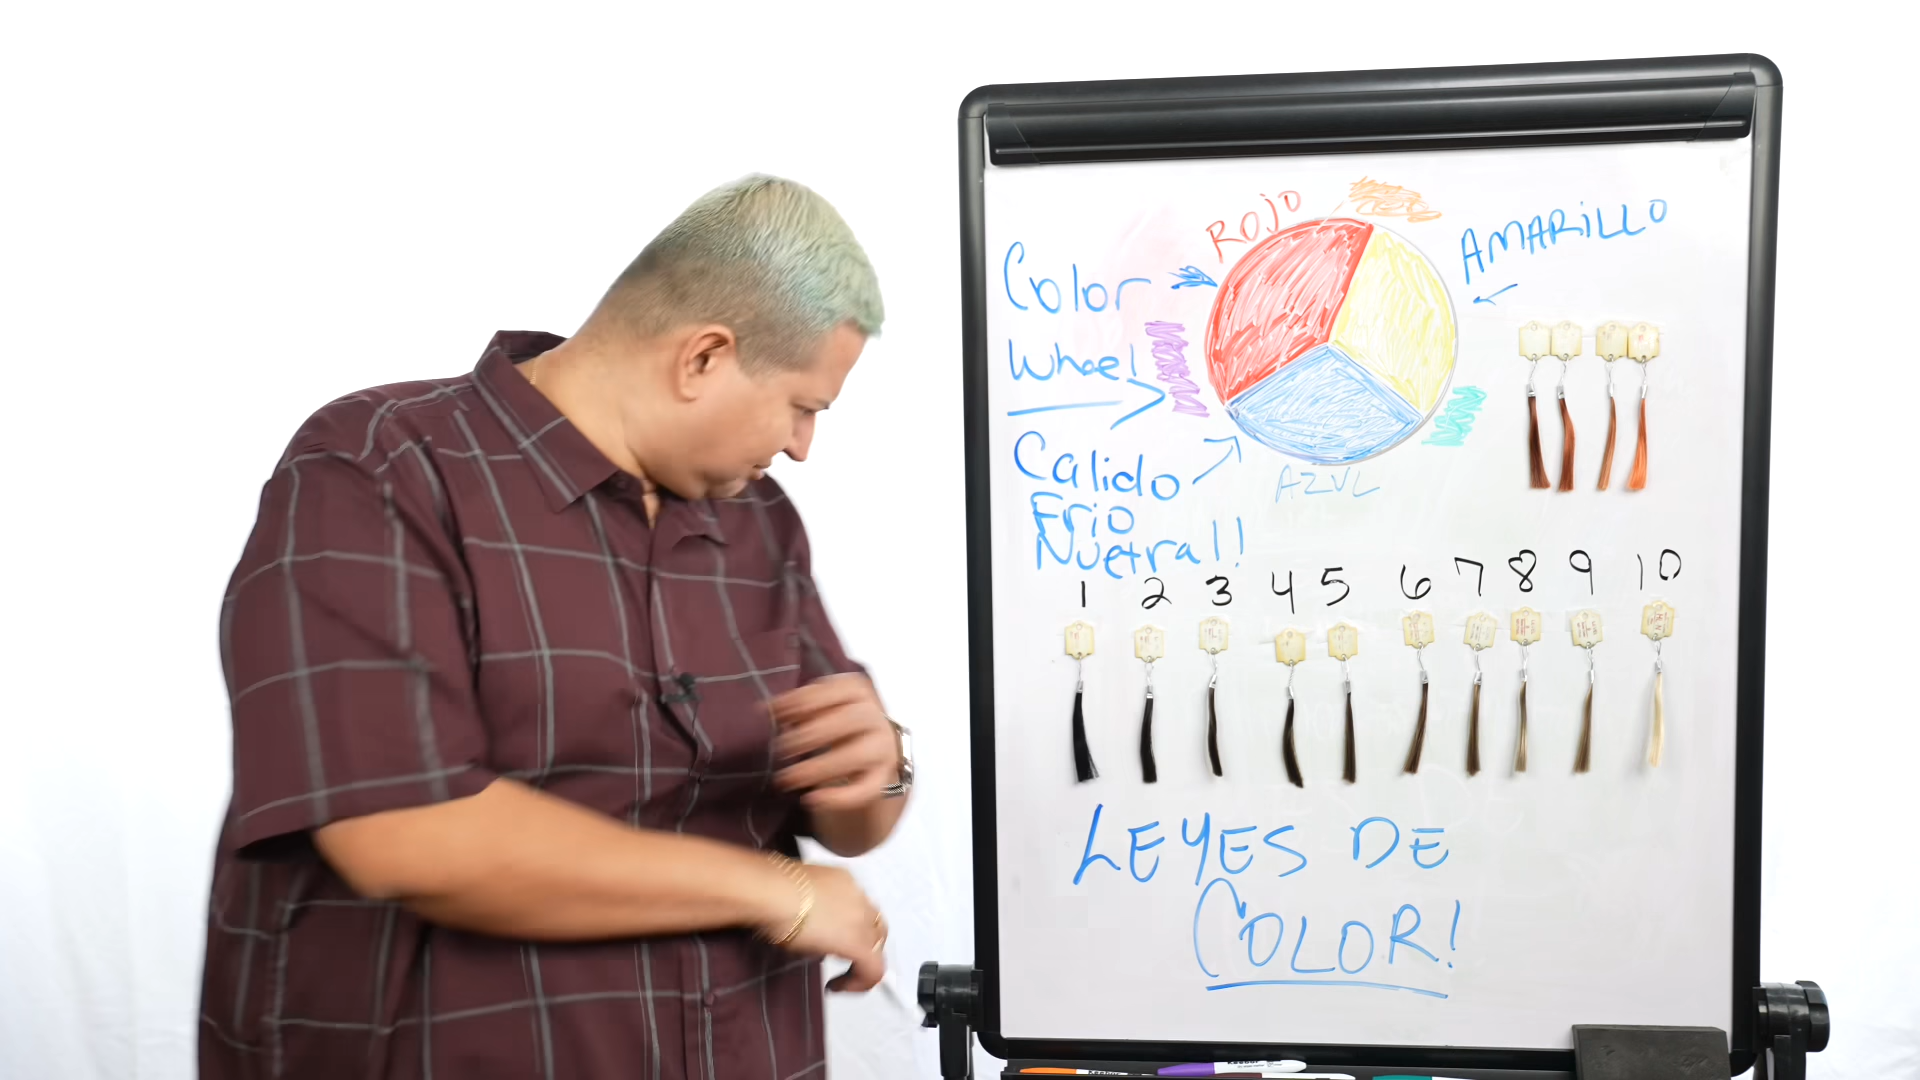 ROJO
AMARILLO
Color
Wheel
Calido
Frio
Nuetral!
AZUL
1 2 3 4 5 6 7 8 9 10
LEYES DE
COLOR!